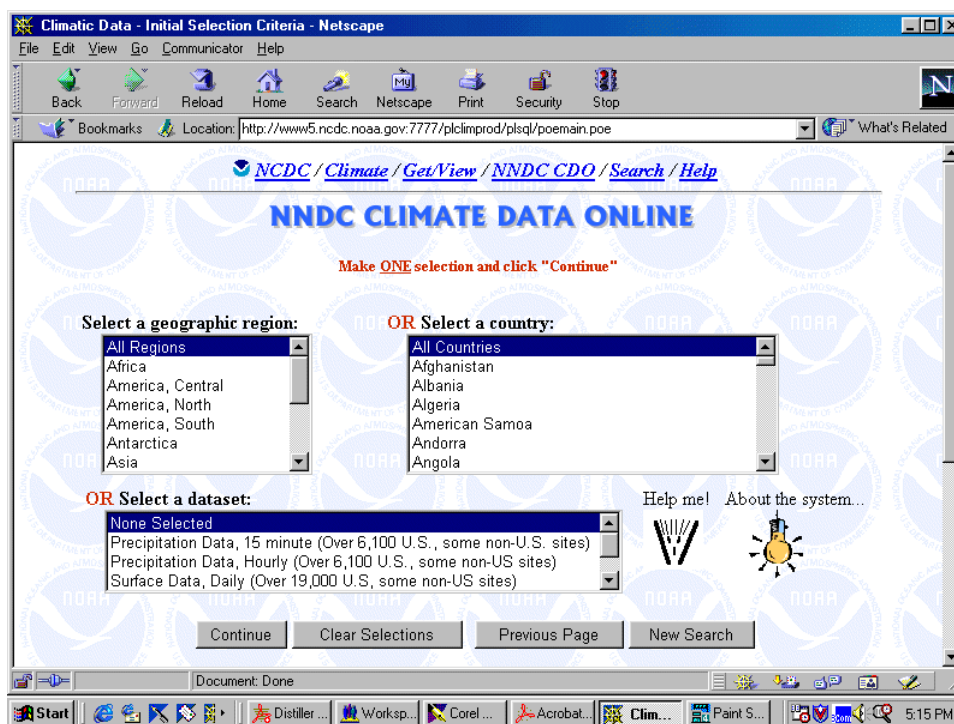 Climatic Data - Initial Selection Criteria - Netscape
File Edit View Go Communicator Help
Back Forward Reload Home Search Netscape Print Security Stop
My
N
Bookmarks Location: http://www5.ncdc.noaa.gov:7777/plclimprod/plsql/poemain.poe What's Related
NCDC / Climate / Get/View / NNDC CDO / Search / Help
NNDC CLIMATE DATA ONLINE
Make ONE selection and click "Continue"
Select a geographic region: OR Select a country:
All Regions All Countries
Africa Afghanistan
America, Central Albania
America, North Algeria
America, South American Samoa
Antarctica Andorra
Asia Angola
OR Select a dataset: Help me! About the system...
None Selected
Precipitation Data, 15 minute (Over 6,100 U.S., some non-U.S. sites)
Precipitation Data, Hourly (Over 6,100 U.S., some non-US sites)
Surface Data, Daily (Over 19,000 U.S, some non-US sites)
Continue Clear Selections Previous Page New Search
Document: Done
Start Distiller ... Worksp... Corel ... Acrobat... Clim... Paint S... 5:15 PM